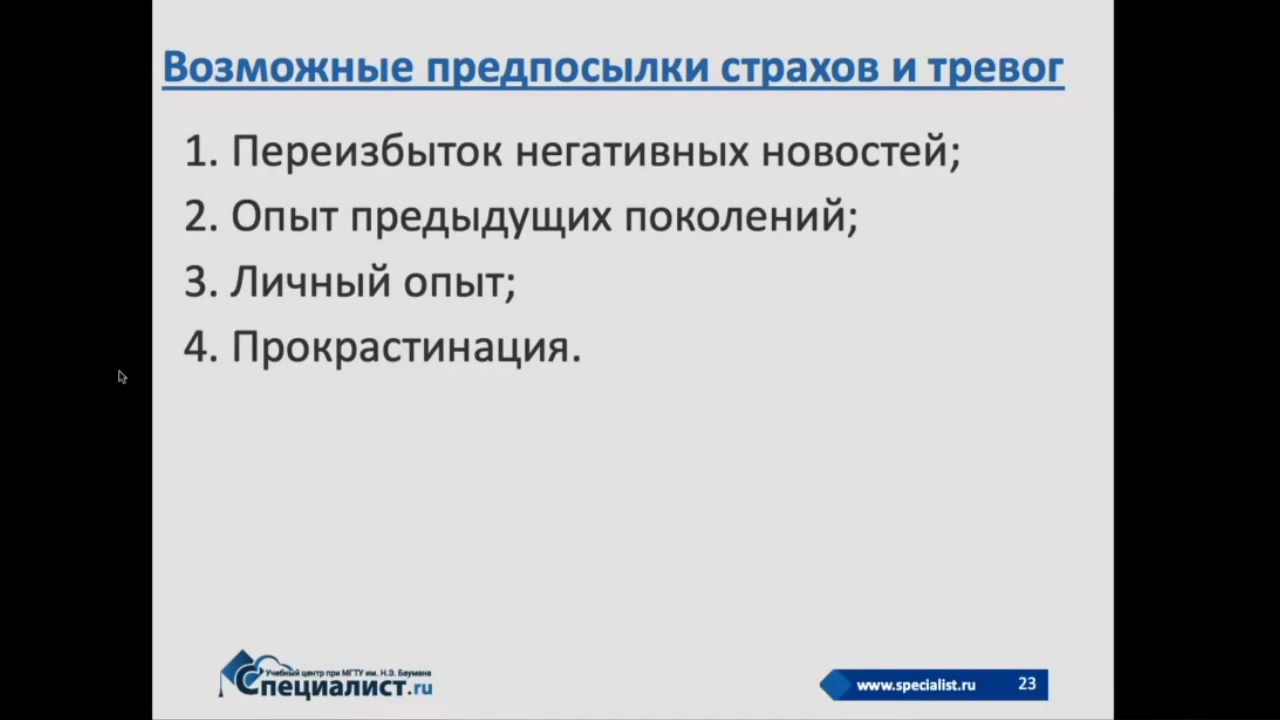 Возможные предпосылки страхов и тревог
1. Переизбыток негативных новостей;
2. Опыт предыдущих поколений;
3. Личный опыт;
4. Прокрастинация.
Учебный центр при МГТУ им. Н.Э. Баумана
Специалист.ru
www.specialist.ru 23